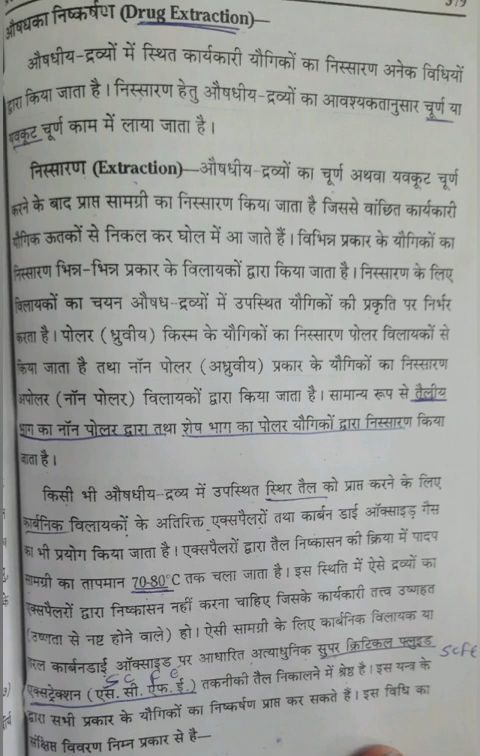 379
औषधका निष्कर्षण (Drug Extraction)—
औषधीय-द्रव्यों में स्थित कार्यकारी यौगिकों का निस्सारण अनेक विधियों
द्वारा किया जाता है। निस्सारण हेतु औषधीय-द्रव्यों का आवश्यकतानुसार चूर्ण या
यवकूट चूर्ण काम में लाया जाता है।
निस्सारण (Extraction)—औषधीय-द्रव्यों का चूर्ण अथवा यवकूट चूर्ण
करने के बाद प्राप्त सामग्री का निस्सारण किया जाता है जिससे वांछित कार्यकारी
यौगिक ऊतकों से निकल कर घोल में आ जाते हैं। विभिन्न प्रकार के यौगिकों का
निस्सारण भिन्न-भिन्न प्रकार के विलायकों द्वारा किया जाता है। निस्सारण के लिए
विलायकों का चयन औषध-द्रव्यों में उपस्थित यौगिकों की प्रकृति पर निर्भर
करता है। पोलर (ध्रुवीय) किस्म के यौगिकों का निस्सारण पोलर विलायकों से
किया जाता है तथा नॉन पोलर (अध्रुवीय) प्रकार के यौगिकों का निस्सारण
अपोलर (नॉन पोलर) विलायकों द्वारा किया जाता है। सामान्य रूप से तैलीय
भाग का नॉन पोलर द्वारा तथा शेष भाग का पोलर यौगिकों द्वारा निस्सारण किया
जाता है।
किसी भी औषधीय-द्रव्य में उपस्थित स्थिर तैल को प्राप्त करने के लिए
कार्बनिक विलायकों के अतिरिक्त एक्सपैलरों तथा कार्बन डाई ऑक्साइड गैस
का भी प्रयोग किया जाता है। एक्सपैलरों द्वारा तैल निष्कासन की क्रिया में पादप
सामग्री का तापमान 70-80°C तक चला जाता है। इस स्थिति में ऐसे द्रव्यों का
एक्सपैलरों द्वारा निष्कासन नहीं करना चाहिए जिसके कार्यकारी तत्त्व उष्णहत
(उष्णता से नष्ट होने वाले) हो। ऐसी सामग्री के लिए कार्बनिक विलायक या
तरल कार्बनडाई ऑक्साइड पर आधारित अत्याधुनिक सुपर क्रिटिकल फ्लुइड scfe
sc f e
एक्सट्रेक्शन (एस. सी. एफ. ई.) तकनीकी तैल निकालने में श्रेष्ठ है। इस यन्त्र के
द्वारा सभी प्रकार के यौगिकों का निष्कर्षण प्राप्त कर सकते हैं। इस विधि का
संक्षिप्त विवरण निम्न प्रकार से है—